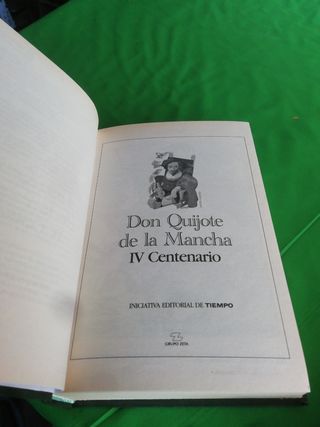 Don Quijote
de la Mancha
IV Centenario
INICIATIVA EDITORIAL DE TIEMPO
GRUPO ZETA